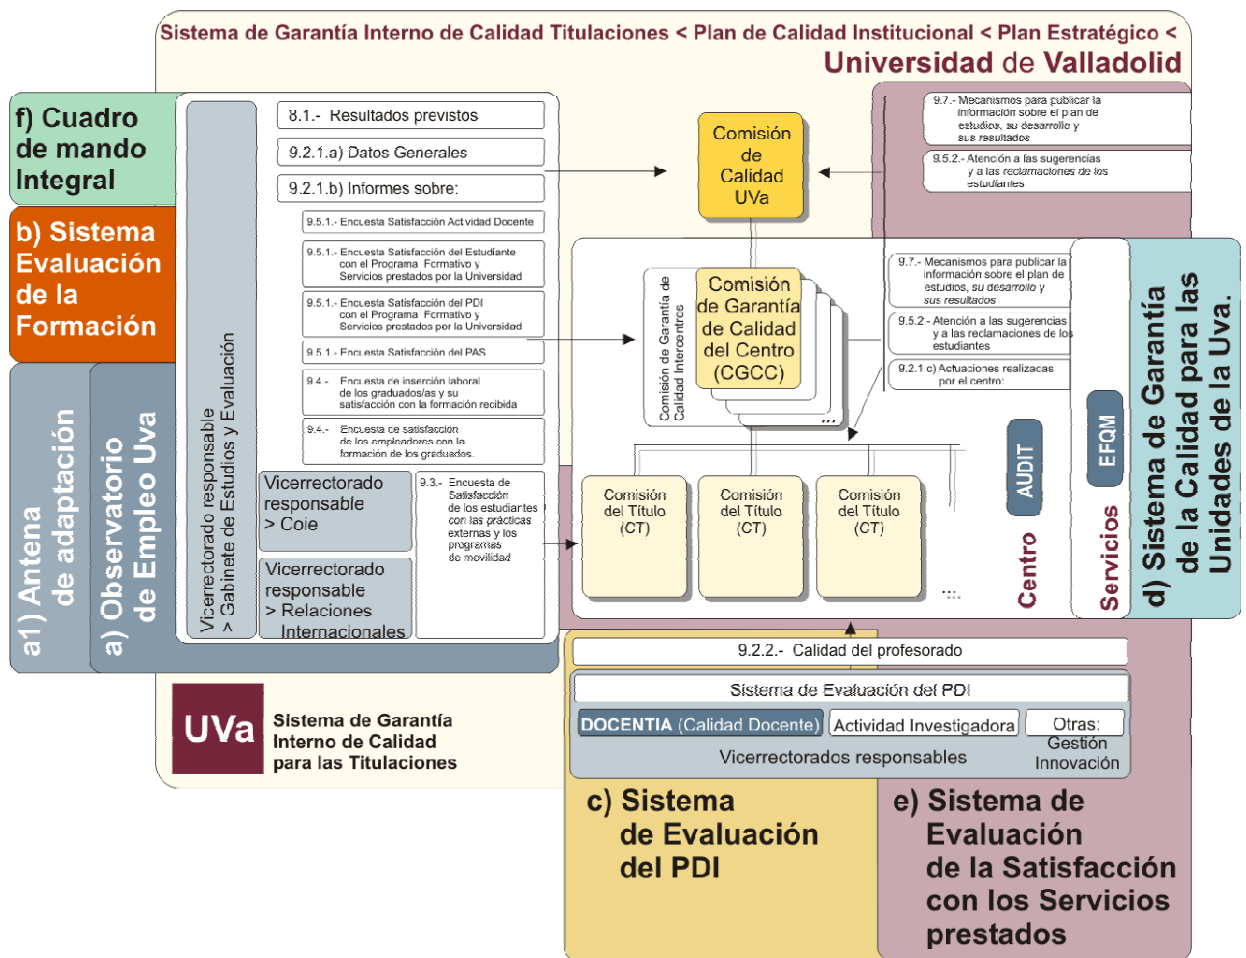 Sistema de Garantía Interno de Calidad Titulaciones < Plan de Calidad Institucional < Plan Estratégico <
Universidad de Valladolid
f) Cuadro
de mando
Integral
b) Sistema
Evaluación
de la
Formación
a1) Antena
de adaptación
a) Observatorio
de Empleo Uva
Vicerrectorado responsable
> Gabinete de Estudios y Evaluación
8.1.- Resultados previstos
9.2.1.a) Datos Generales
9.2.1.b) Informes sobre:
9.5.1.- Encuesta Satisfacción Actividad Docente
9.5.1.- Encuesta Satisfacción del Estudiante
con el Programa Formativo y
Servicios prestados por la Universidad
9.5.1.- Encuesta Satisfacción del PDI
con el Programa Formativo y
Servicios prestados por la Universidad
9.5.1.- Encuesta Satisfacción del PAS
9.4.- Encuesta de inserción laboral
de los graduados/as y su
satisfacción con la formación recibida
9.4.- Encuesta de satisfacción
de los empleadores con la
formación de los graduados.
Vicerrectorado
responsable
> Coie
Vicerrectorado
responsable
> Relaciones
Internacionales
9.3.- Encuesta de
Satisfacción
de los estudiantes
con las prácticas
externas y los
programas
de movilidad
Comisión
de
Calidad
UVa
9.7.- Mecanismos para publicar la
información sobre el plan de
estudios, su desarrollo y
sus resultados
9.5.2.- Atención a las sugerencias
y a las reclamaciones de los
estudiantes
Comisión de Garantía de
Calidad Intercentros
Comisión
de Garantía
de Calidad
del Centro
(CGCC)
...
9.7.- Mecanismos para publicar la
información sobre el plan de
estudios, su desarrollo y
sus resultados
9.5.2 - Atención a las sugerencias
y a las reclamaciones de los
estudiantes
9.2.1 c) Actuaciones realizacas
por el centro:
Comisión
del Título
(CT)
Comisión
del Título
(CT)
Comisión
del Título
(CT)
....
AUDIT
Centro
EFQM
Servicios
d) Sistema de Garantía
de la Calidad para las
Unidades de la Uva.
9.2.2.- Calidad del profesorado
Sistema de Evaluación del PDI
DOCENTIA (Calidad Docente)
Actividad Investigadora
Otras:
Gestión
Innovación
Vicerrectorados responsables
UVa
Sistema de Garantía
Interno de Calidad
para las Titulaciones
c) Sistema
de Evaluación
del PDI
e) Sistema de
Evaluación
de la Satisfacción
con los Servicios
prestados